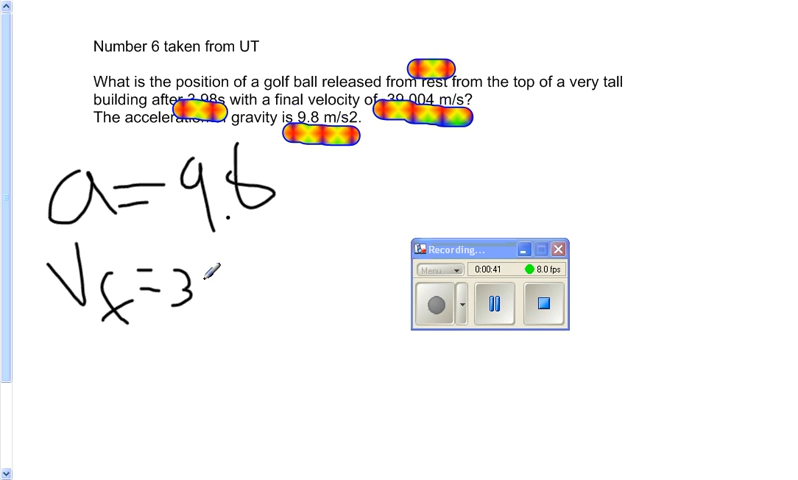 Number 6 taken from UT
What is the position of a golf ball released from rest from the top of a very tall
building after 3.98s with a final velocity of -39.004 m/s?
The acceleration of gravity is 9.8 m/s2.
a=9.8
Vf=3
Recording...
Menu 0:00:41 8.0 fps